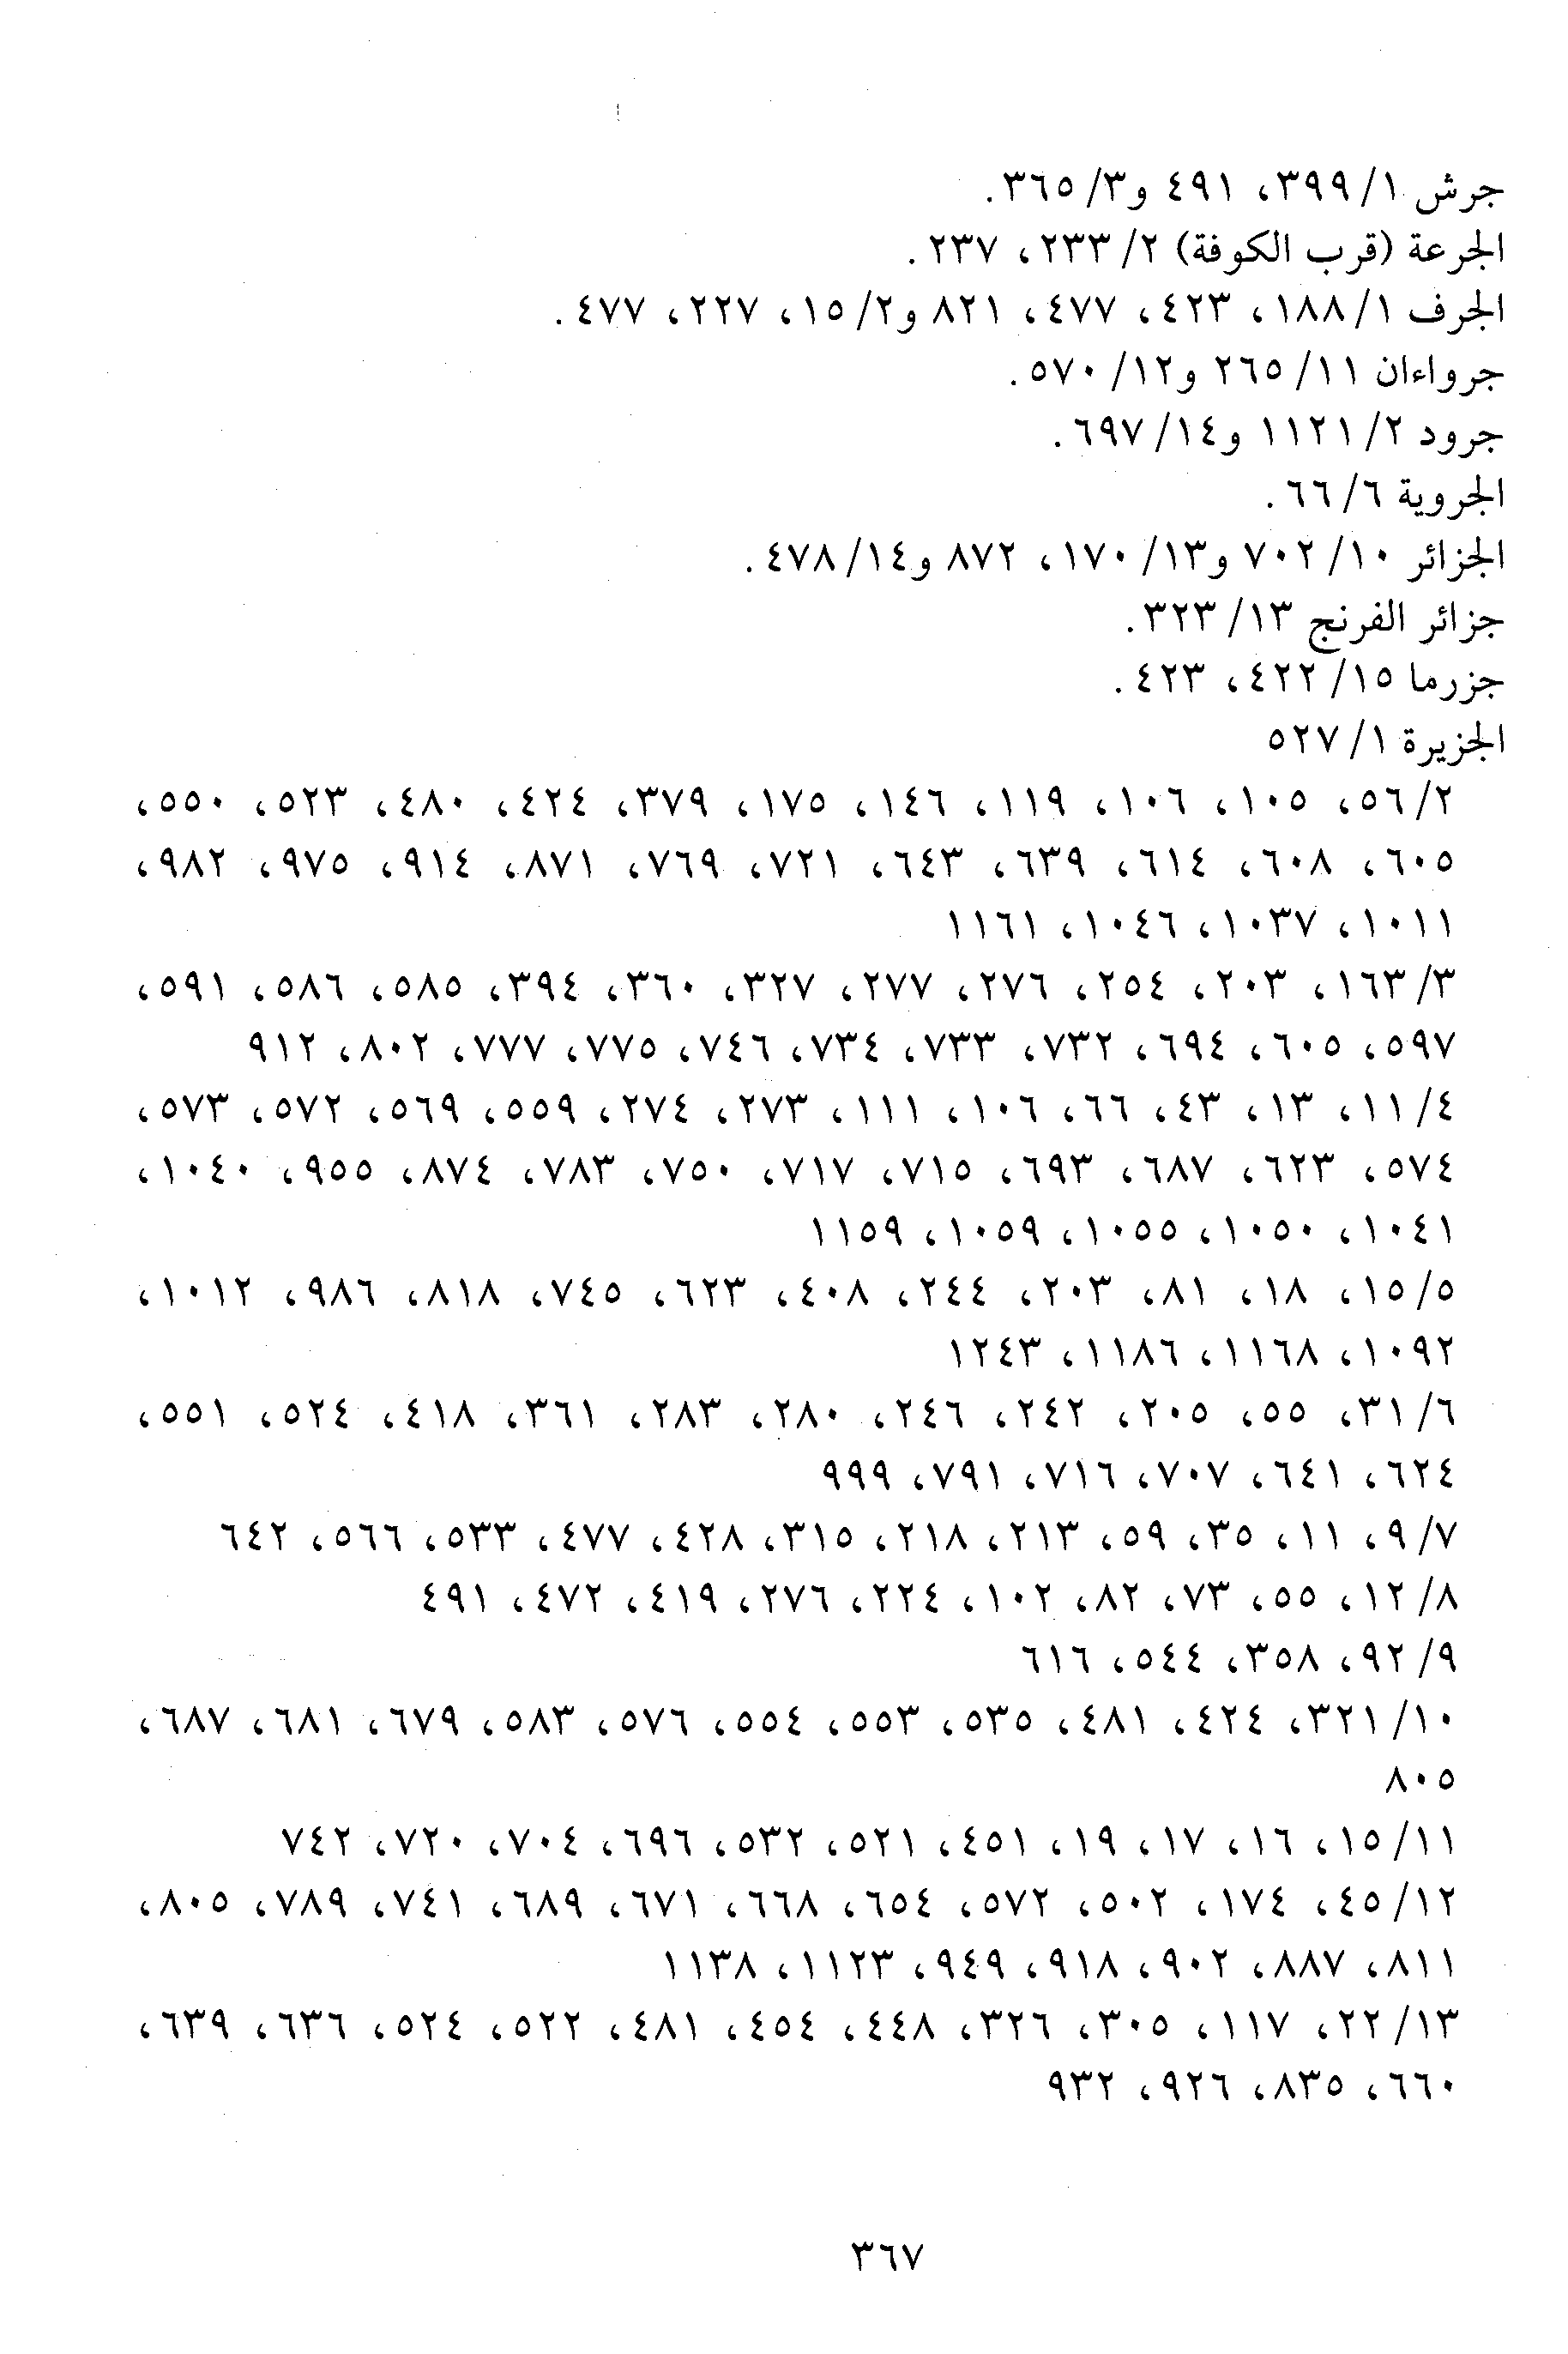 جرش ١/ ٣٩٩، ٤٩١ و٣/ ٣٦٥.
الجرعة (قرب الكوفة) ٢/ ٢٣٣، ٢٣٧.
الجرف ١/ ١٨٨، ٤٢٣، ٤٧٧، ٨٢١ و٢/ ١٥، ٢٢٧، ٤٧٧.
جرواءان ١١/ ٢٦٥ و١٢/ ٥٧٠.
جرود ٢/ ١١٢١ و١٤/ ٦٩٧.
الجروية ٦/ ٦٦.
الجزائر ١٠/ ٧٠٢ و١٣/ ١٧٠، ٨٧٢ و١٤/ ٤٧٨.
جزائر الفرنج ١٣/ ٣٢٣.
جزرما ١٥/ ٤٢٢، ٤٢٣.
الجزيرة ١/ ٥٢٧
٢/ ٥٦، ١٠٥، ١٠٦، ١١٩، ١٤٦، ١٧٥، ٣٧٩، ٤٢٤، ٤٨٠، ٥٢٣، ٥٥٠،
٦٠٥، ٦٠٨، ٦١٤، ٦٣٩، ٦٤٣، ٧٢١، ٧٦٩، ٨٧١، ٩١٤، ٩٧٥، ٩٨٢،
١٠١١، ١٠٣٧، ١٠٤٦، ١١٦١
٣/ ١٦٣، ٢٠٣، ٢٥٤، ٢٧٦، ٢٧٧، ٣٢٧، ٣٦٠، ٣٩٤، ٥٨٥، ٥٨٦، ٥٩١،
٥٩٧، ٦٠٥، ٦٩٤، ٧٣٢، ٧٣٣، ٧٣٤، ٧٤٦، ٧٧٥، ٧٧٧، ٨٠٢، ٩١٢
٤/ ١١، ١٣، ٤٣، ٦٦، ١٠٦، ١١١، ٢٧٣، ٢٧٤، ٥٥٩، ٥٦٩، ٥٧٢، ٥٧٣،
٥٧٤، ٦٢٣، ٦٨٧، ٦٩٣، ٧١٥، ٧١٧، ٧٥٠، ٧٨٣، ٨٧٤، ٩٥٥، ١٠٤٠،
١٠٤١، ١٠٥٠، ١٠٥٥، ١٠٥٩، ١١٥٩
٥/ ١٥، ١٨، ٨١، ٢٠٣، ٢٤٤، ٤٠٨، ٦٢٣، ٧٤٥، ٨١٨، ٩٨٦، ١٠١٢،
١٠٩٢، ١١٦٨، ١١٨٦، ١٢٤٣
٦/ ٣١، ٥٥، ٢٠٥، ٢٤٢، ٢٤٦، ٢٨٠، ٢٨٣، ٣٦١، ٤١٨، ٥٢٤، ٥٥١،
٦٢٤، ٦٤١، ٧٠٧، ٧١٦، ٧٩١، ٩٩٩
٧/ ٩، ١١، ٣٥، ٥٩، ٢١٣، ٢١٨، ٣١٥، ٤٢٨، ٤٧٧، ٥٣٣، ٥٦٦، ٦٤٢
٨/ ١٢، ٥٥، ٧٣، ٨٢، ١٠٢، ٢٢٤، ٢٧٦، ٤١٩، ٤٧٢، ٤٩١
٩/ ٩٢، ٣٥٨، ٥٤٤، ٦١٦
١٠/ ٣٢١، ٤٢٤، ٤٨١، ٥٣٥، ٥٥٣، ٥٥٤، ٥٧٦، ٥٨٣، ٦٧٩، ٦٨١، ٦٨٧،
٨٠٥
١١/ ١٥، ١٦، ١٧، ١٩، ٤٥١، ٥٢١، ٥٣٢، ٦٩٦، ٧٠٤، ٧٢٠، ٧٤٢
١٢/ ٤٥، ١٧٤، ٥٠٢، ٥٧٢، ٦٥٤، ٦٦٨، ٦٧١، ٦٨٩، ٧٤١، ٧٨٩، ٨٠٥،
٨١١، ٨٨٧، ٩٠٢، ٩١٨، ٩٤٩، ١١٢٣، ١١٣٨
١٣/ ٢٢، ١١٧، ٣٠٥، ٣٢٦، ٤٤٨، ٤٥٤، ٤٨١، ٥٢٢، ٥٢٤، ٦٣٦، ٦٣٩،
٦٦٠، ٨٣٥، ٩٢٦، ٩٣٢
٣٦٧